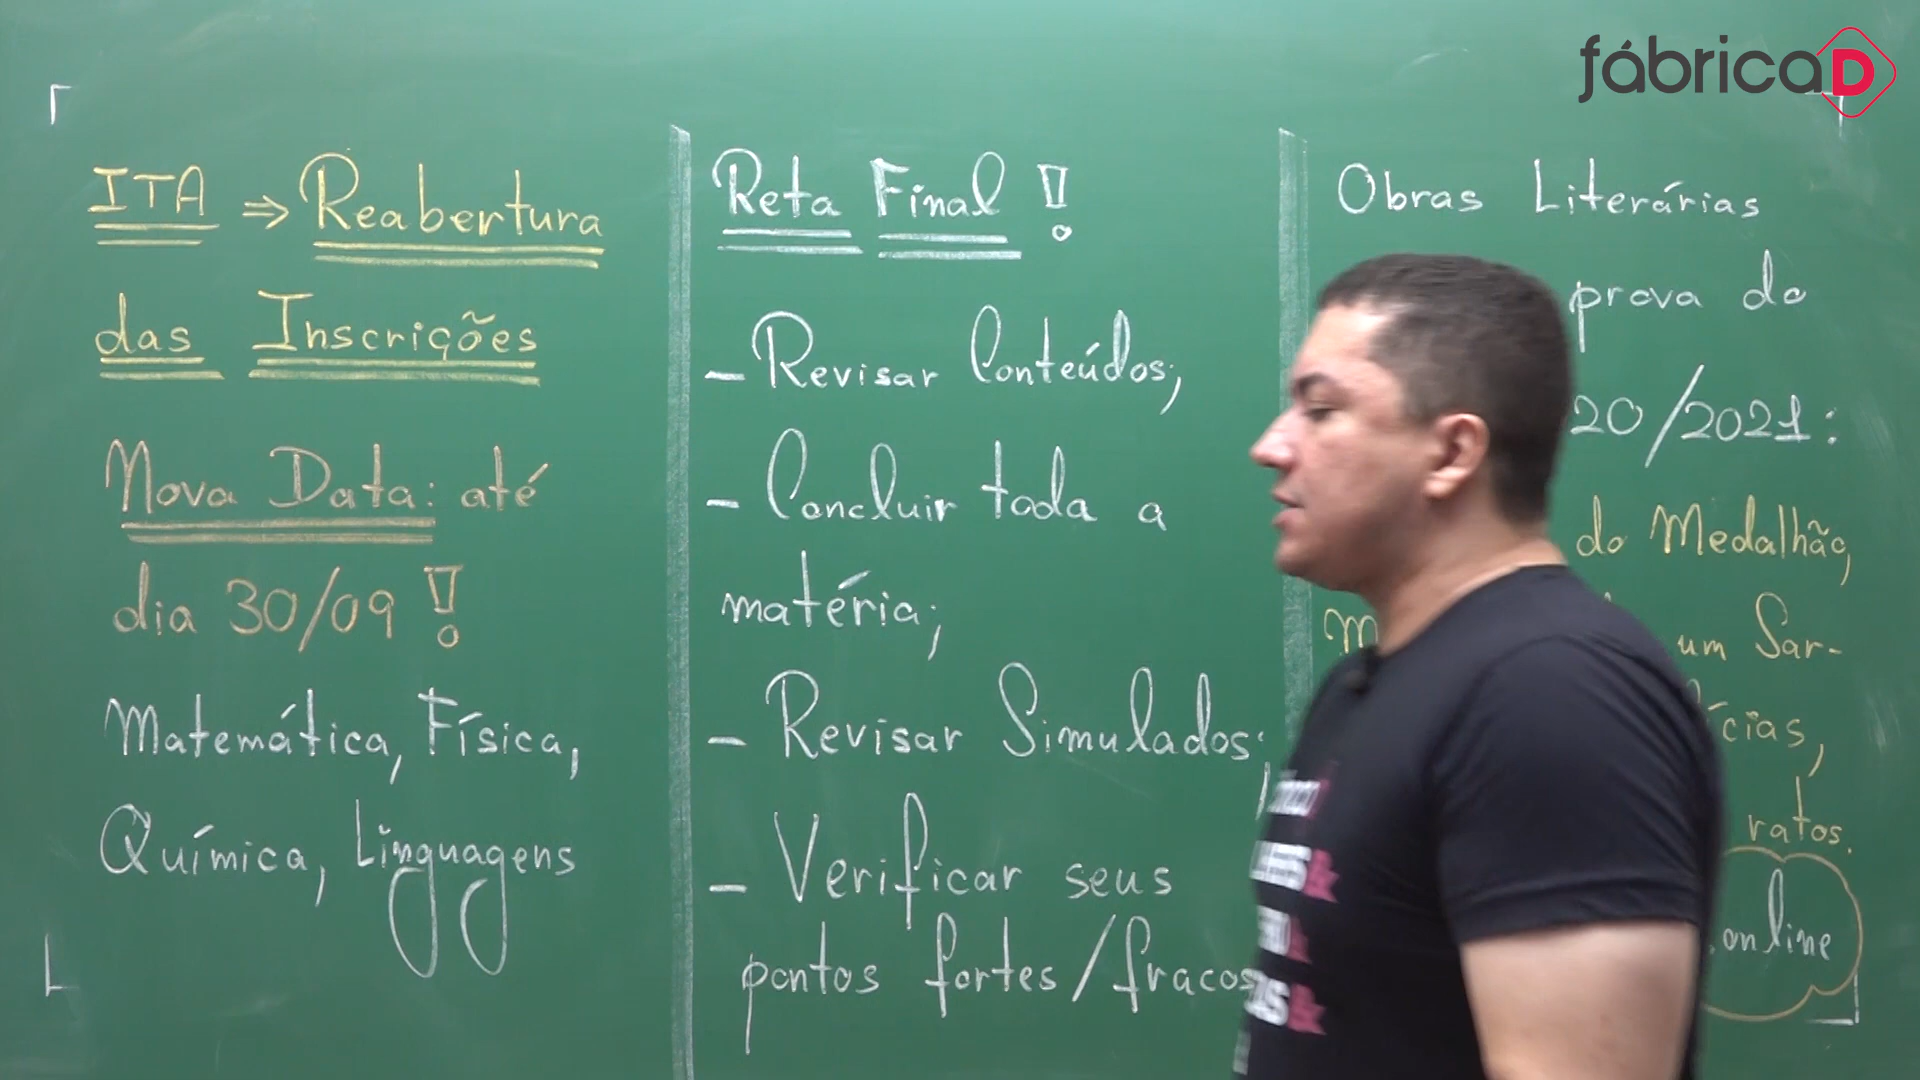 fábricaD
ITA ⇒ Reabertura
das Inscrições
Nova Data: até
dia 30/09 !
Matemática, Física,
Química, Linguagens
Reta Final !
- Revisar Conteúdos;
- Concluir toda a
matéria;
- Revisar Simulados;
- Verificar seus
pontos fortes/fracos
Obras Literárias
prova do
20/2021:
do Medalhão,
um Sar-
ratos.
.online